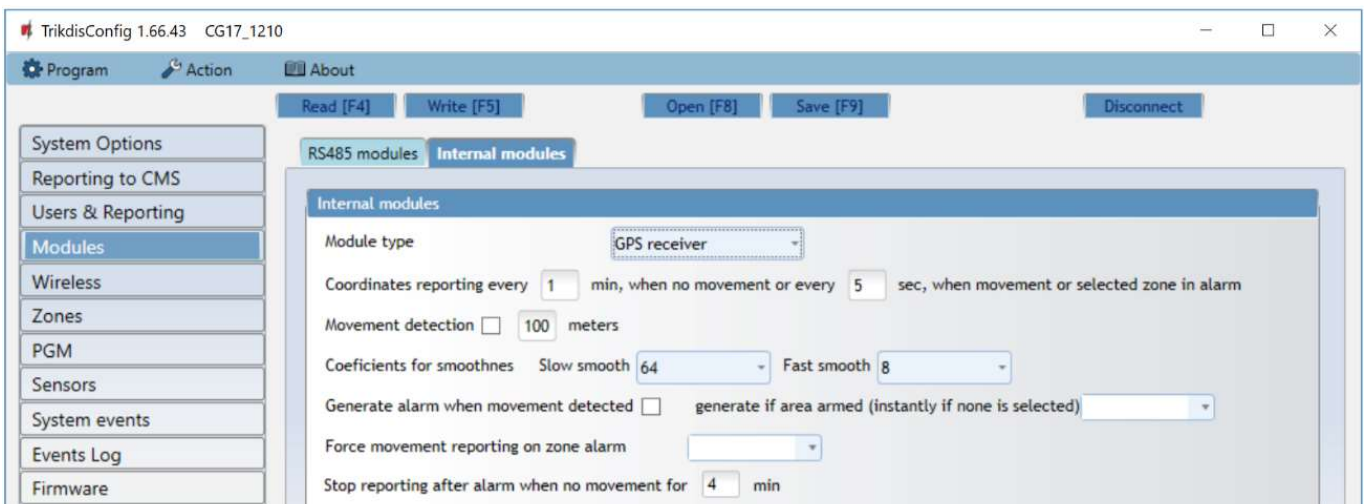 TrikdisConfig 1.66.43 CG17_1210
Program Action About
Read [F4] Write [F5] Open [F8] Save [F9] Disconnect
System Options
Reporting to CMS
Users & Reporting
Modules
Wireless
Zones
PGM
Sensors
System events
Events Log
Firmware
RS485 modules Internal modules
Internal modules
Module type GPS receiver
Coordinates reporting every 1 min, when no movement or every 5 sec, when movement or selected zone in alarm
Movement detection 100 meters
Coeficients for smoothnes Slow smooth 64 Fast smooth 8
Generate alarm when movement detected generate if area armed (instantly if none is selected)
Force movement reporting on zone alarm
Stop reporting after alarm when no movement for 4 min